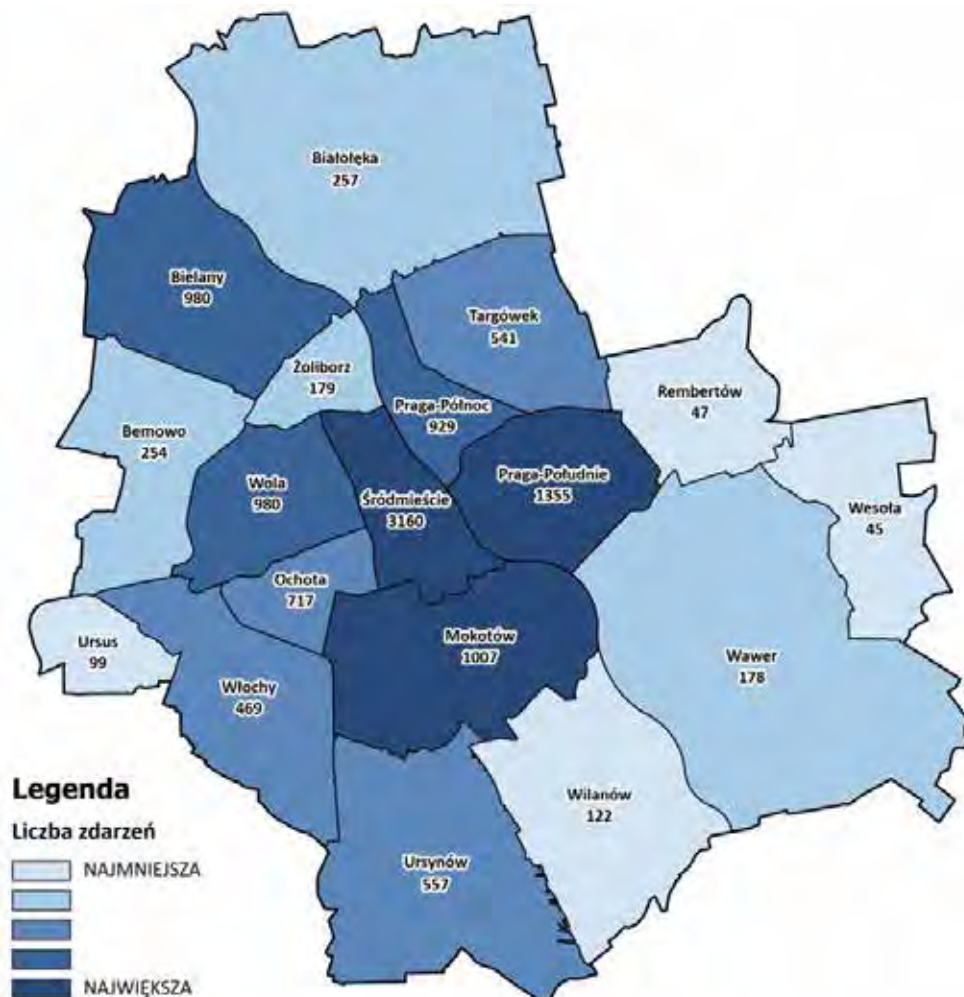 Białołęka
257
Bielany
980
Targówek
541
Żoliborz
179
Rembertów
47
Praga-Północ
929
Bemowo
254
Praga-Południe
1355
Wola
980
Śródmieście
3160
Wesoła
45
Ochota
717
Ursus
99
Mokotów
1007
Wawer
178
Włochy
469
Wilanów
122
Ursynów
557
Legenda
Liczba zdarzeń
NAJMNIEJSZA
NAJWIĘKSZA